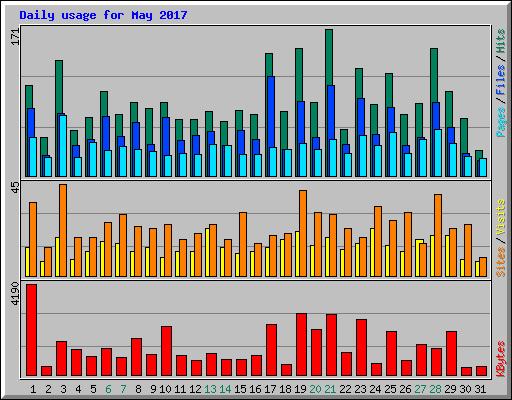 Daily usage for May 2017
171
Pages / Files / Hits
45
Sites / Visits
4190
KBytes
1 2 3 4 5 6 7 8 9 10 11 12 13 14 15 16 17 18 19 20 21 22 23 24 25 26 27 28 29 30 31